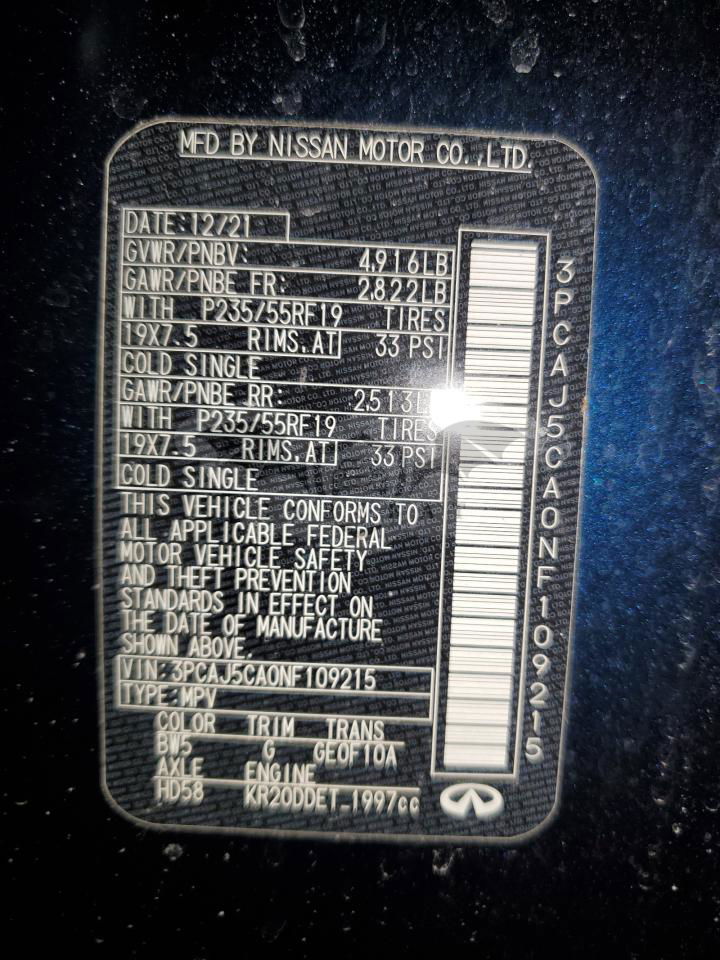 MFD BY NISSAN MOTOR CO.,LTD.
DATE:12/21
GVWR/PNBV: 4,916LB
GAWR/PNBE FR: 2,822LB
WITH P235/55RF19 TIRES
19X7.5 RIMS,AT 33 PSI
COLD SINGLE
GAWR/PNBE RR: 2,513L
WITH P235/55RF19 TIRES
19X7.5 RIMS,AT 33 PSI
COLD SINGLE
THIS VEHICLE CONFORMS TO
ALL APPLICABLE FEDERAL
MOTOR VEHICLE SAFETY
AND THEFT PREVENTION
STANDARDS IN EFFECT ON
THE DATE OF MANUFACTURE
SHOWN ABOVE.
VIN:3PCAJ5CA0NF109215
TYPE:MPV
COLOR TRIM TRANS
BW5 G GE0F10A
AXLE ENGINE
HD58 KR20DDET-1997cc
3PCAJ5CA0NF109215